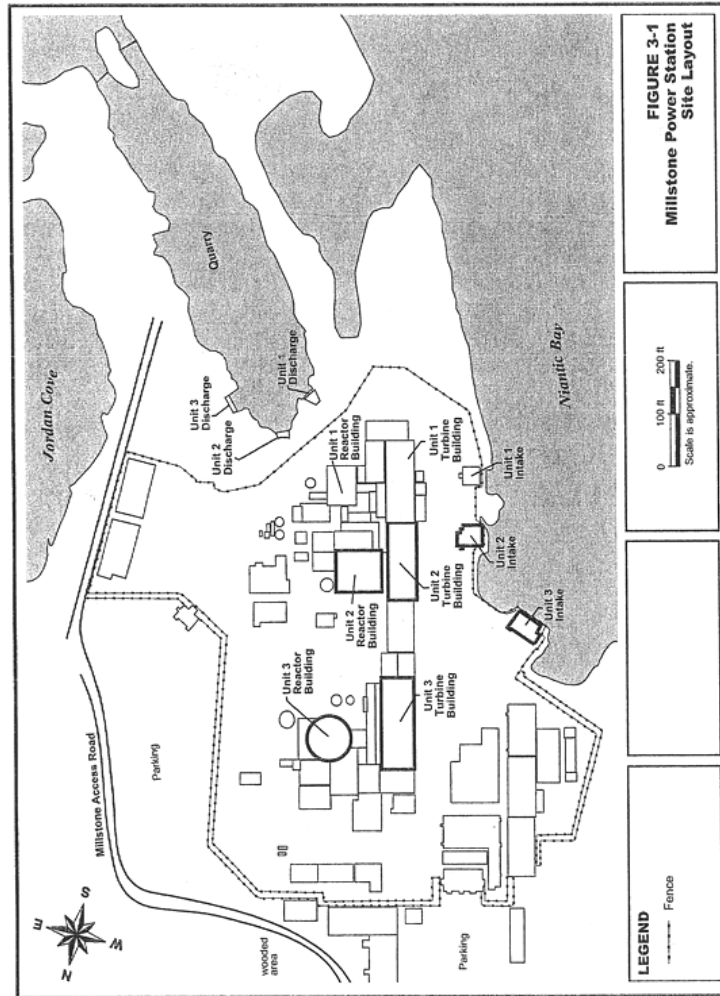 Jordan Cove
Quarry
Unit 3
Discharge
Unit 2
Discharge
Unit 1
Discharge
Millstone Access Road
Parking
N
E
S
W
wooded
area
Unit 3
Reactor
Building
Unit 2
Reactor
Building
Unit 1
Reactor
Building
Unit 3
Turbine
Building
Unit 2
Turbine
Building
Unit 1
Turbine
Building
Unit 3
Intake
Unit 2
Intake
Unit 1
Intake
Niantic Bay
Parking
LEGEND
Fence
0 100 ft 200 ft
Scale is approximate.
FIGURE 3-1
Millstone Power Station
Site Layout